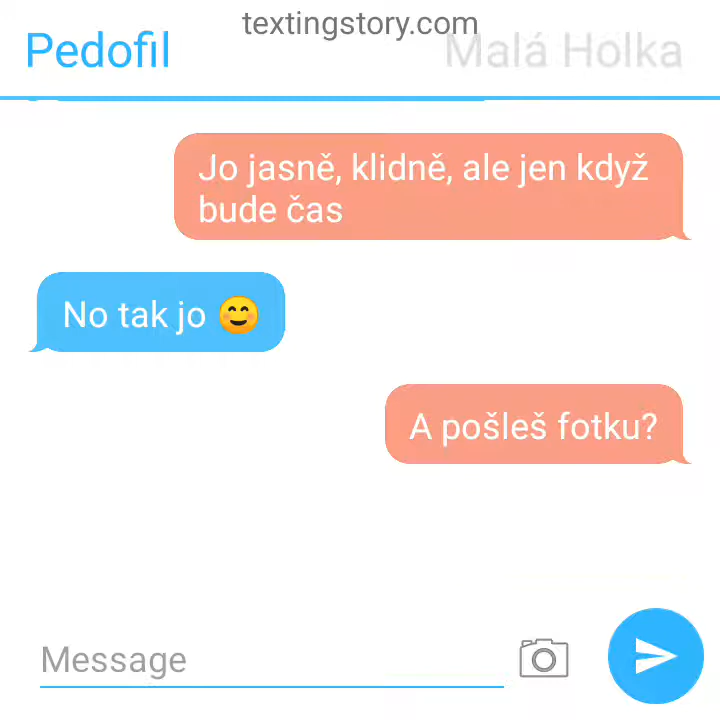 textingstory.com
Pedofil
Malá Holka
Jo jasně, klidně, ale jen když
bude čas
No tak jo 😊
A pošleš fotku?
Message